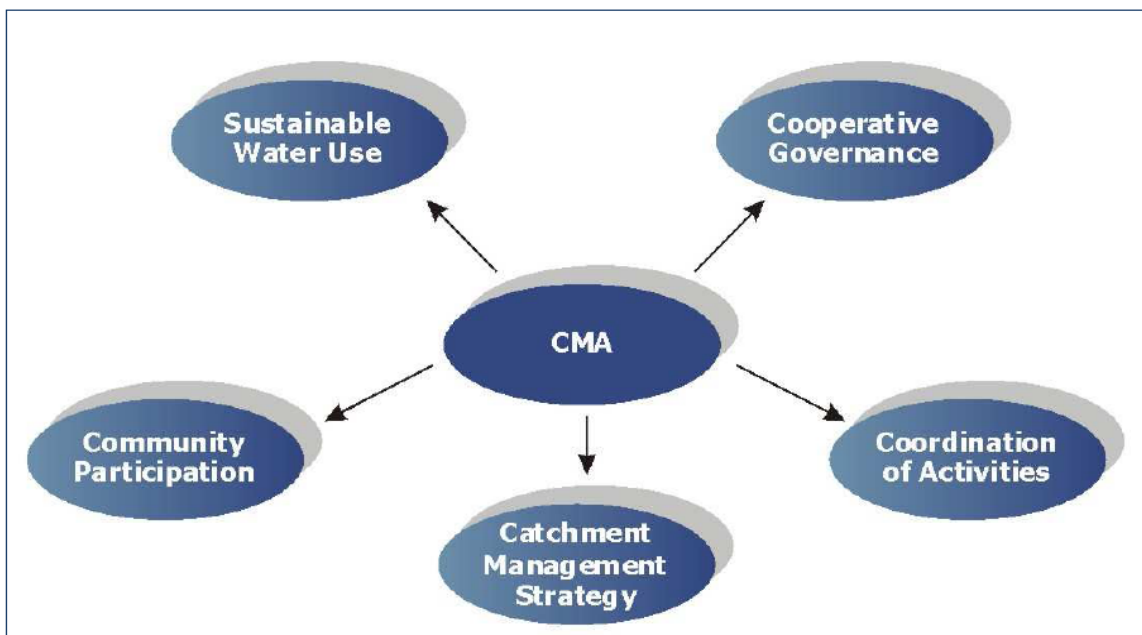 Sustainable
Water Use
Cooperative
Governance
CMA
Community
Participation
Coordination
of Activities
Catchment
Management
Strategy